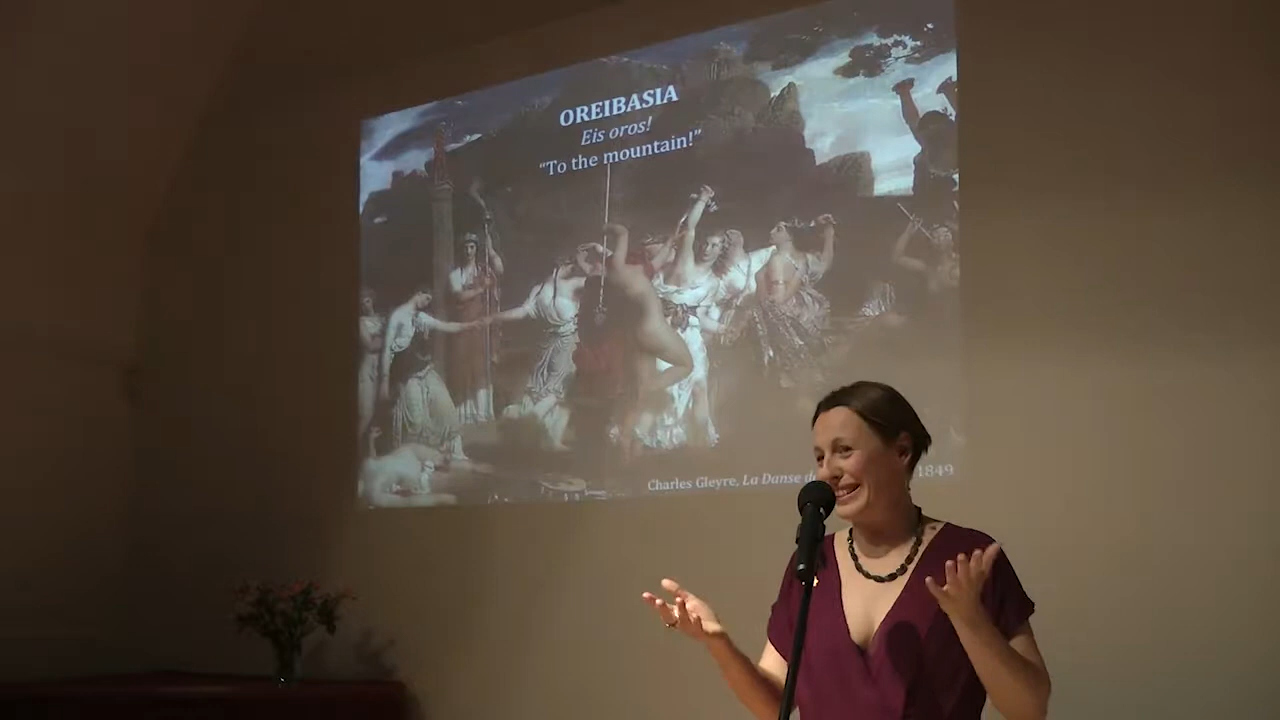 OREIBASIA
Eis oros!
“To the mountain!”
Charles Gleyre, La Danse 1849